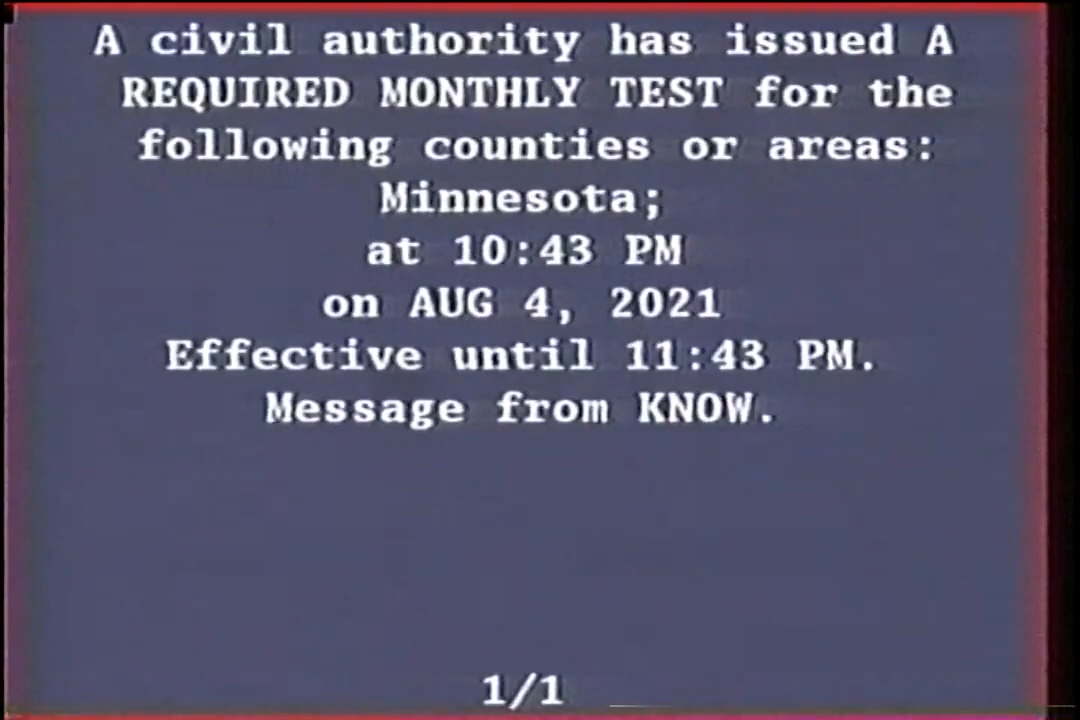 A civil authority has issued A
REQUIRED MONTHLY TEST for the
following counties or areas:
Minnesota;
at 10:43 PM
on AUG 4, 2021
Effective until 11:43 PM.
Message from KNOW.
1/1